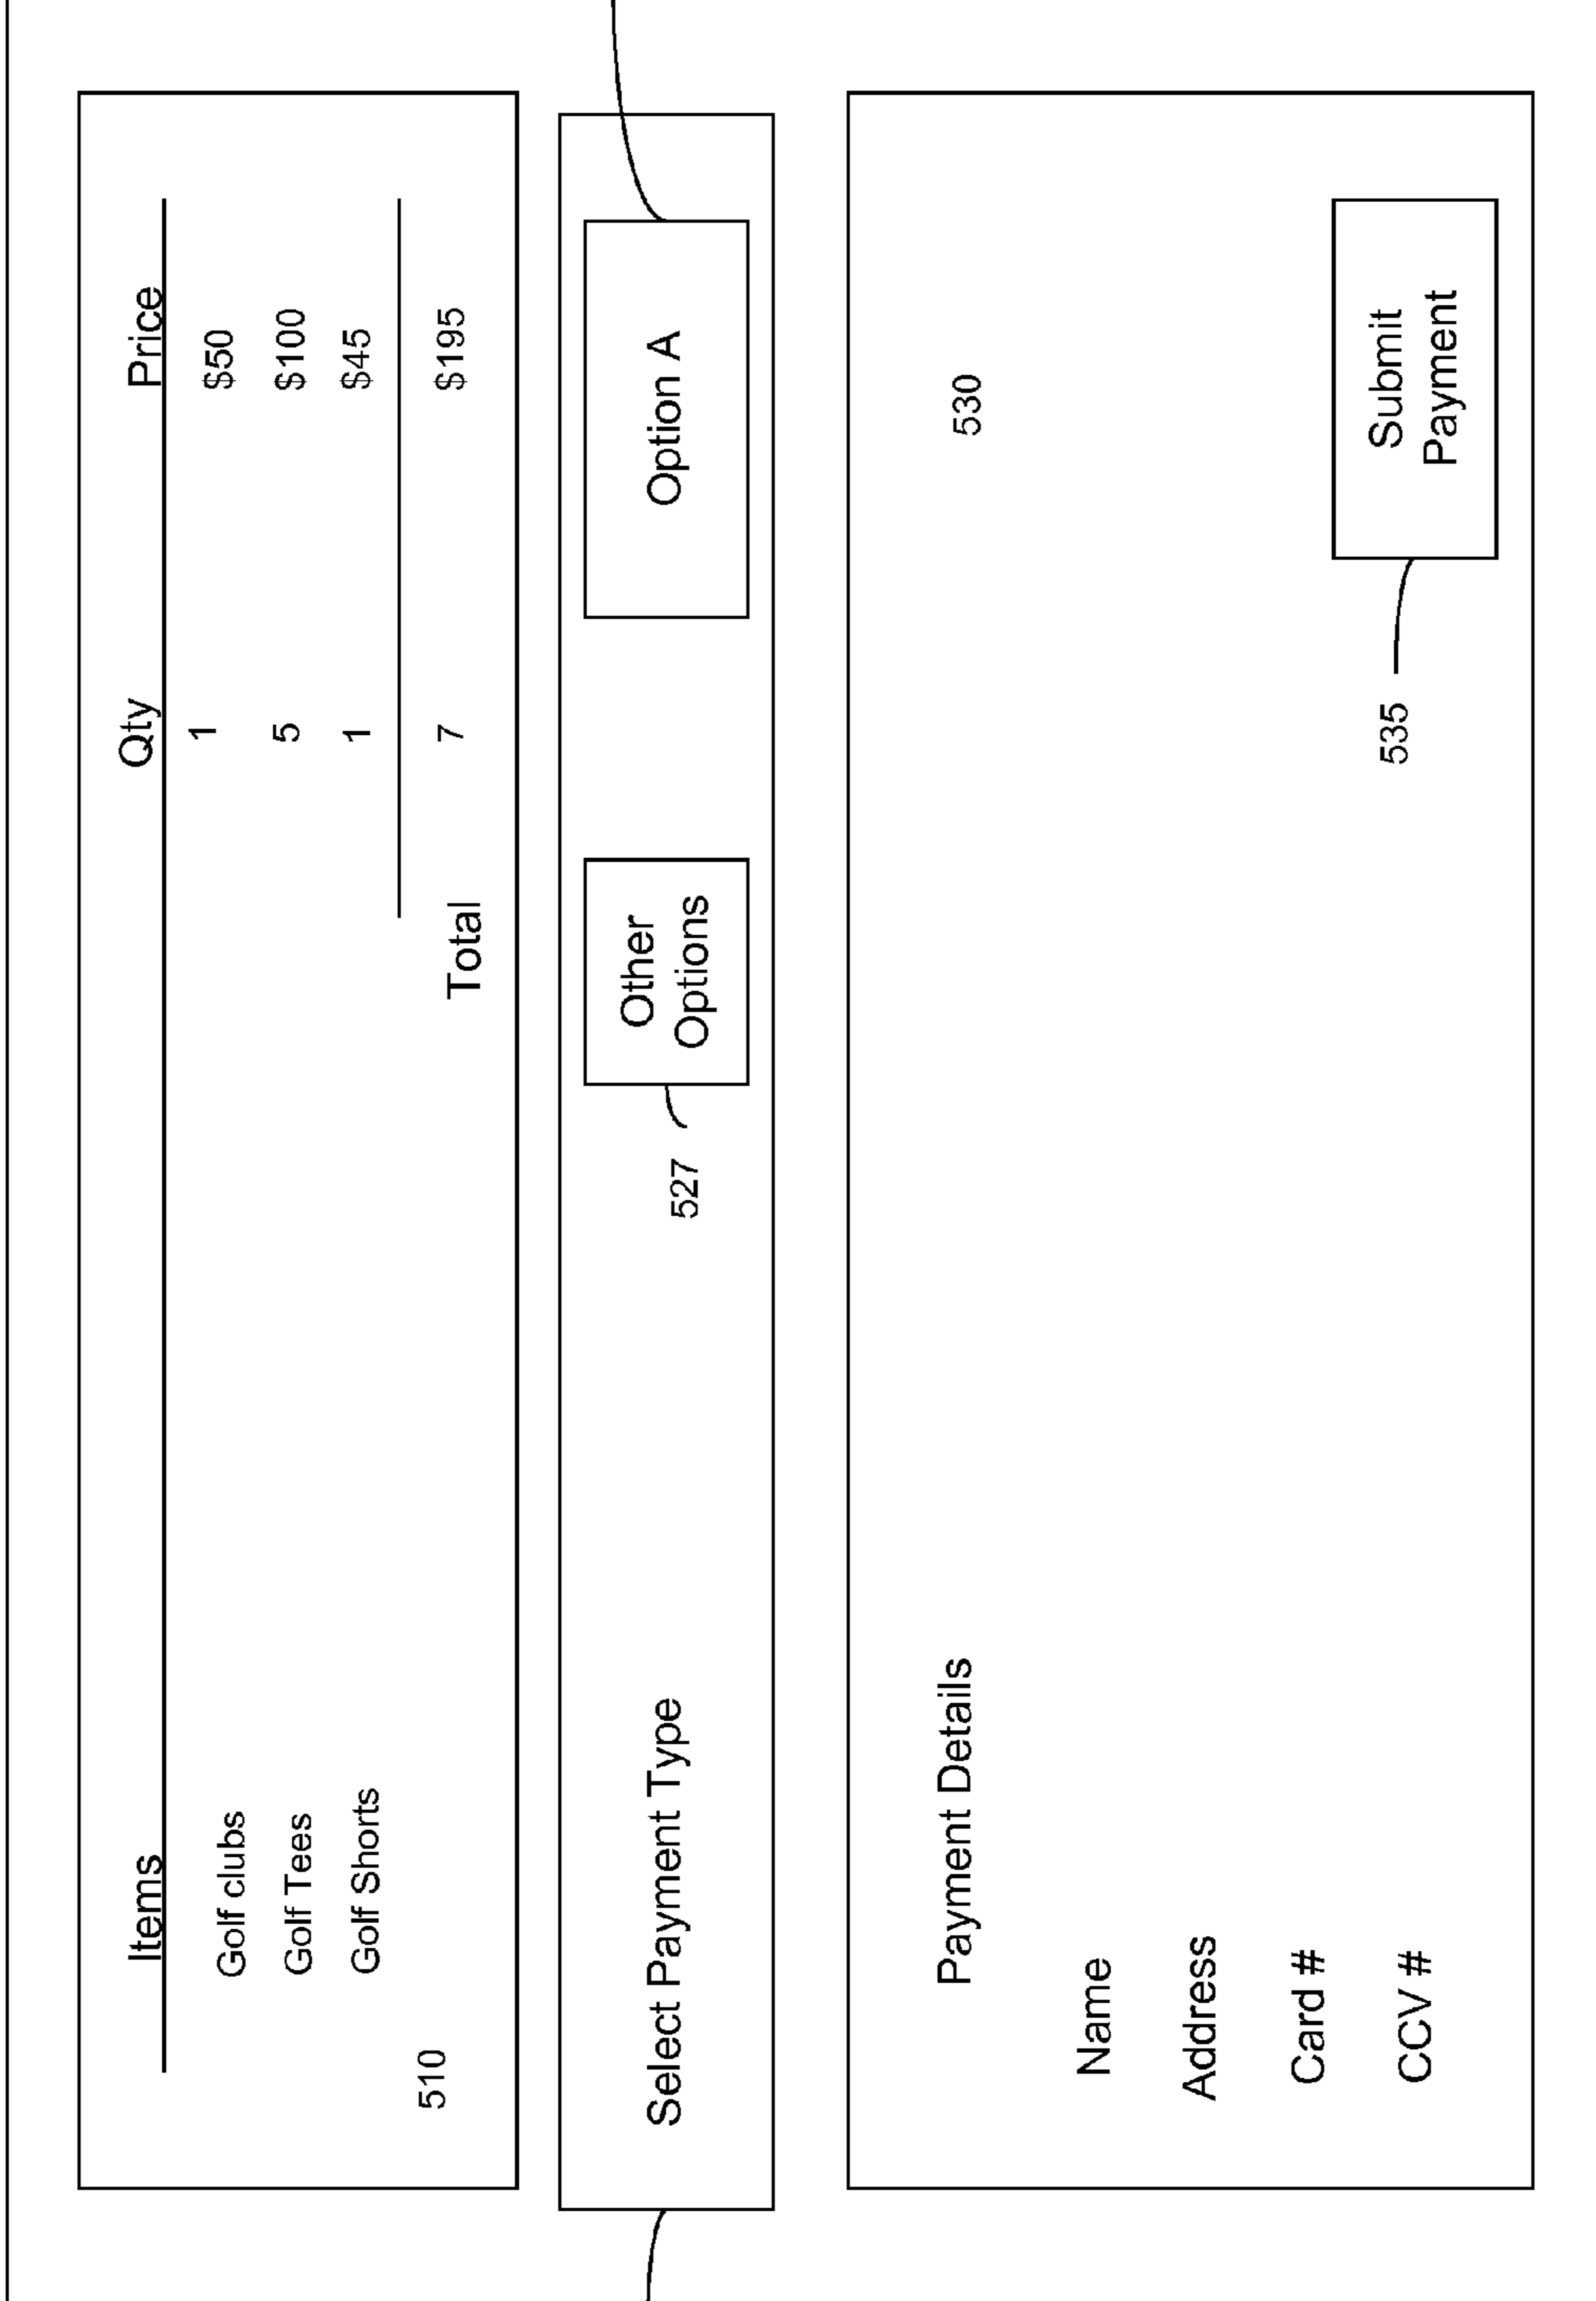 Items Qty Price
Golf clubs 1 $50
Golf Tees 5 $100
Golf Shorts 1 $45
510
Total 7 $195
Select Payment Type
527
Other
Options
Option A
Payment Details
530
Name
Address
Card #
CCV #
535
Submit
Payment